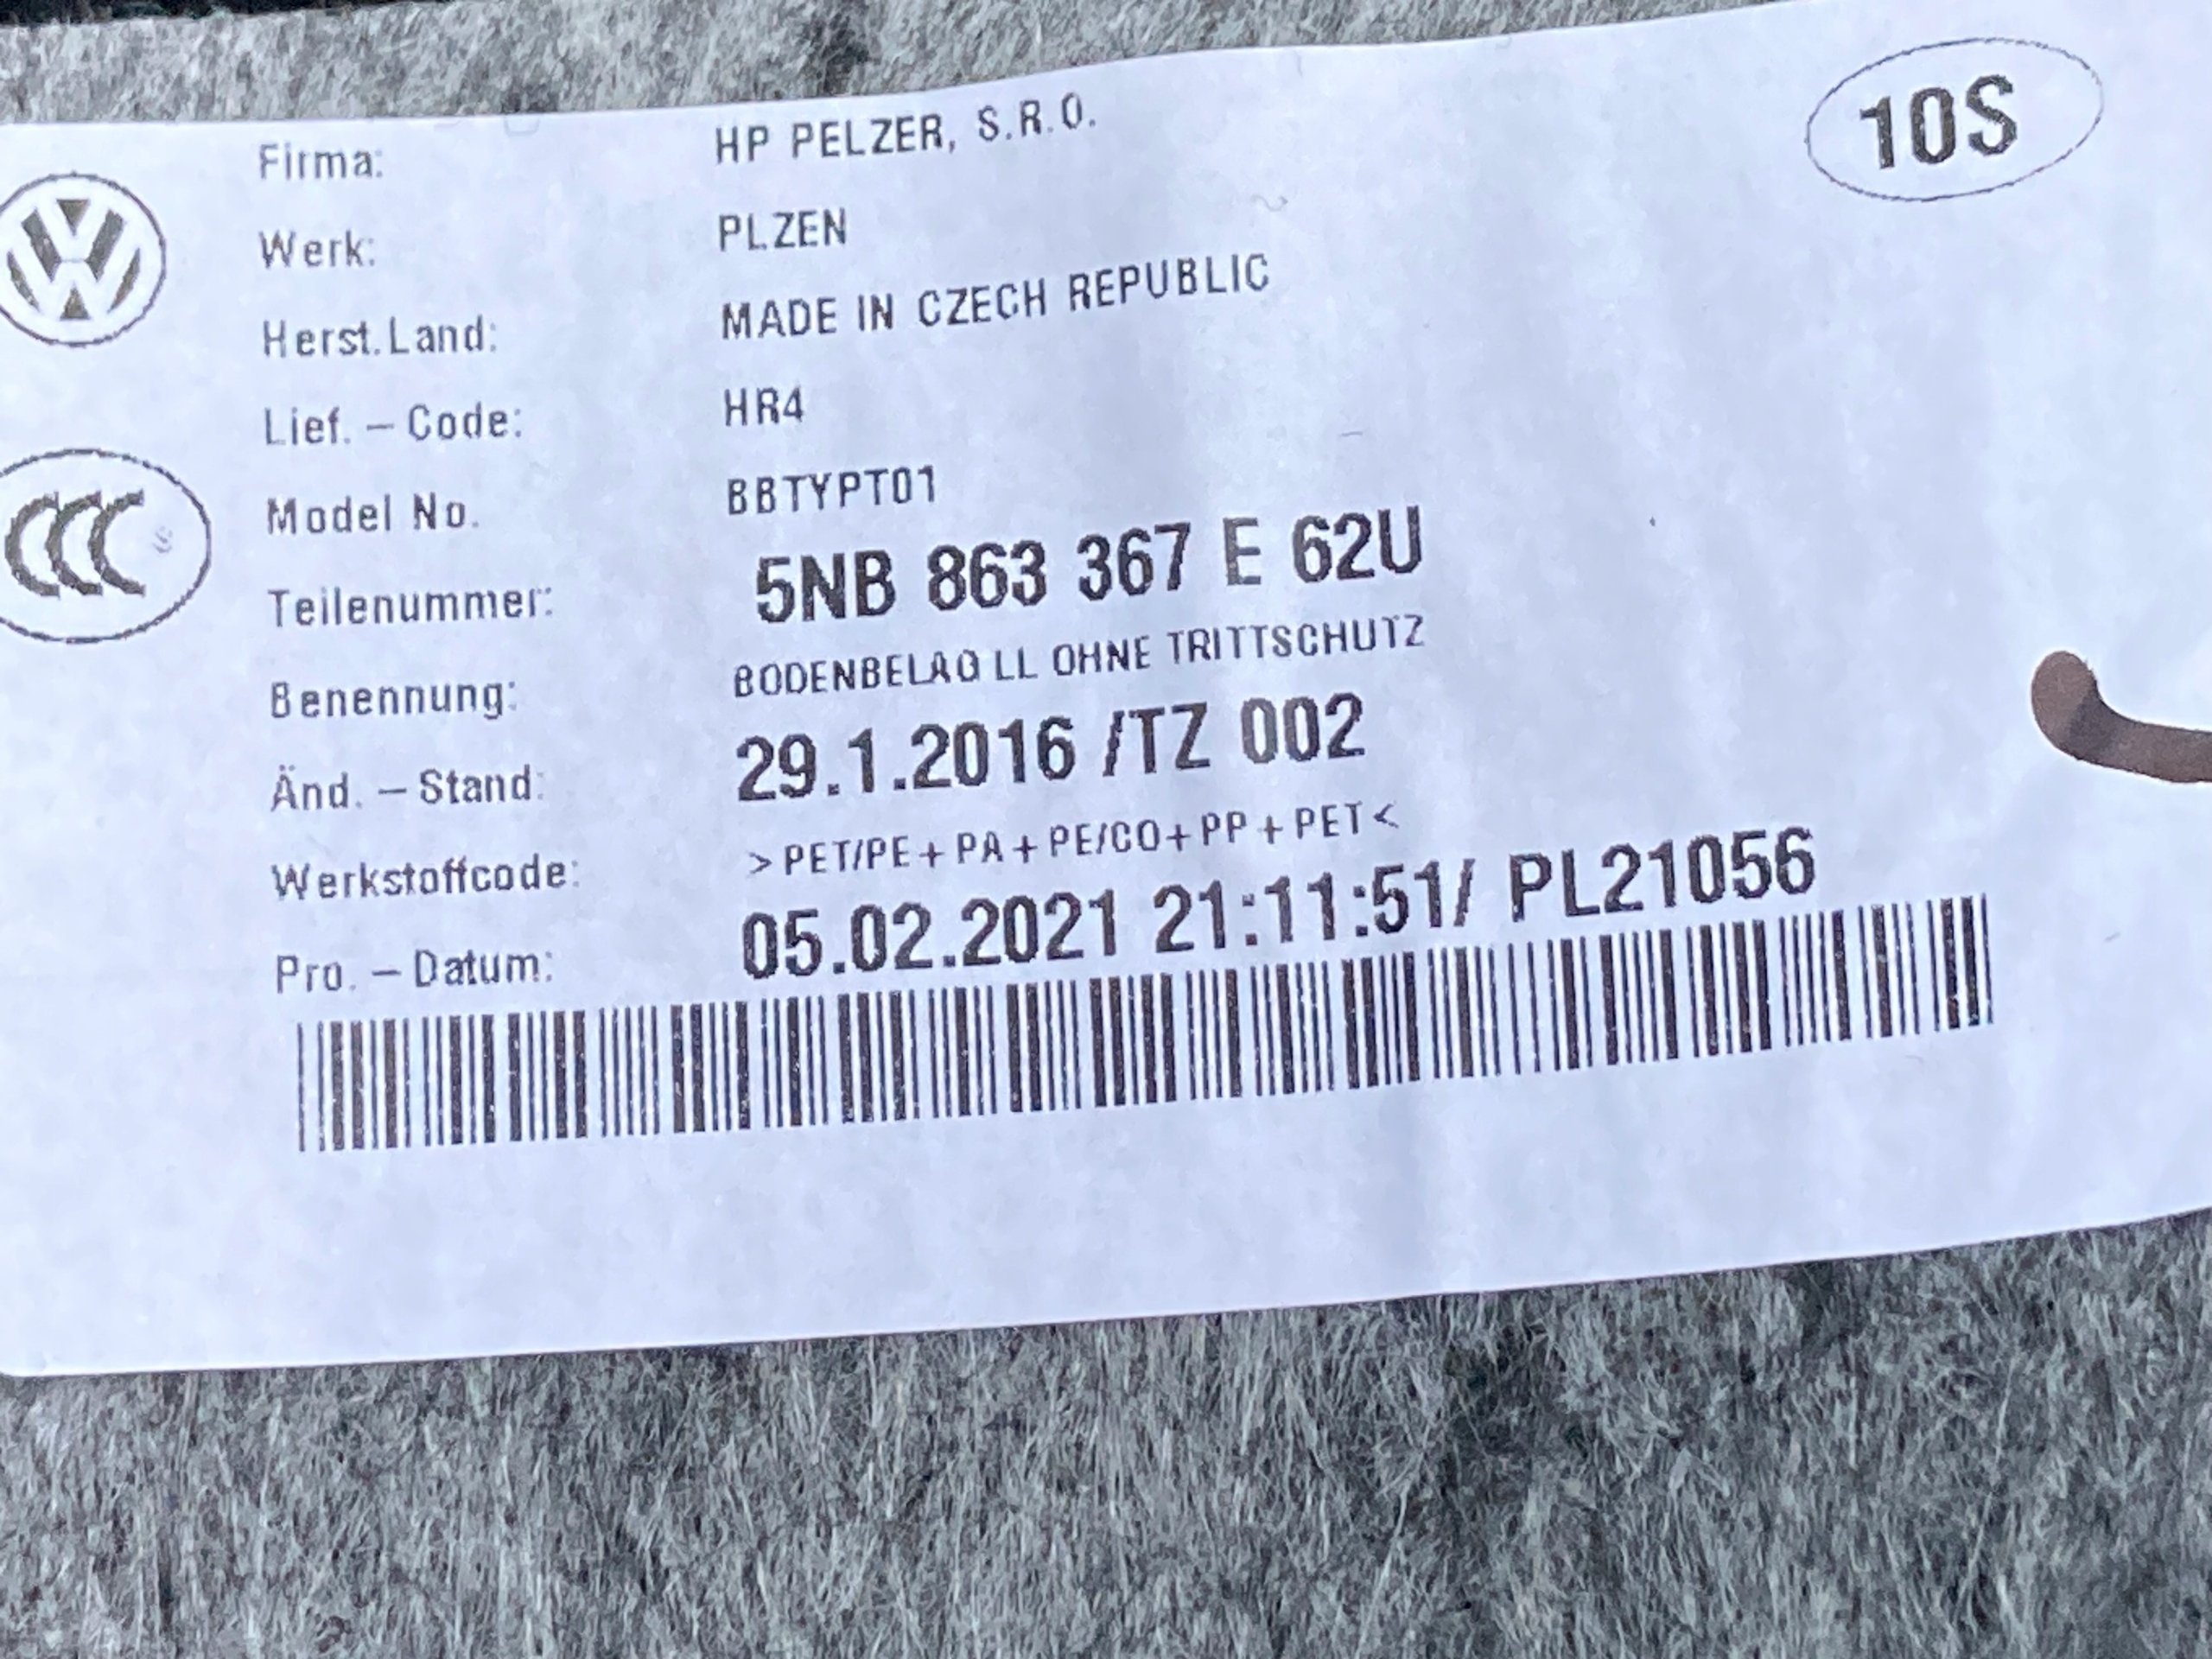 10S
Firma: HP PELZER, S.R.O.
Werk: PLZEN
Herst.Land: MADE IN CZECH REPUBLIC
Lief. – Code: HR4
Model No. BBTYPT01
Teilenummer: 5NB 863 367 E 62U
Benennung: BODENBELAG LL OHNE TRITTSCHUTZ
Änd. – Stand: 29.1.2016 /TZ 002
Werkstoffcode: >PET/PE+PA+PE/CO+PP+PET<
Pro. – Datum: 05.02.2021 21:11:51/ PL21056
VW
CCC